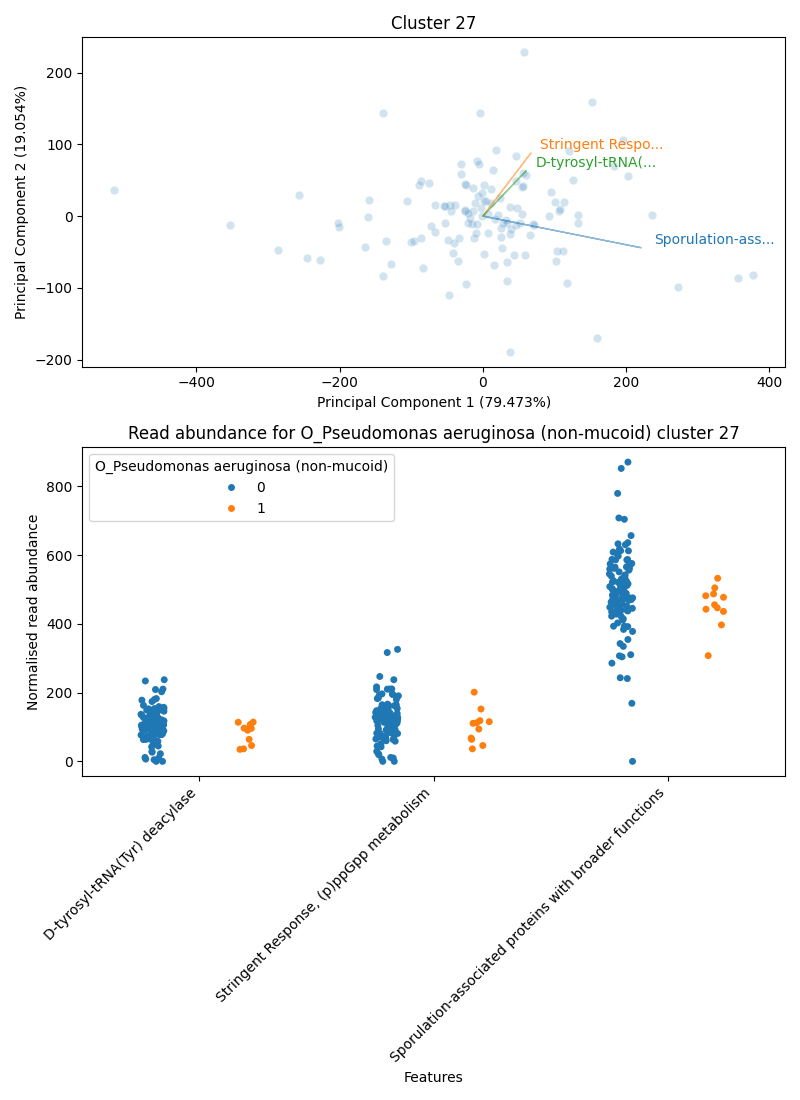 Cluster 27
Principal Component 2 (19.054%)
200
100
0
−100
−200
Stringent Respo...
D-tyrosyl-tRNA(...
Sporulation-ass...
−400
−200
0
200
400
Principal Component 1 (79.473%)
Read abundance for O_Pseudomonas aeruginosa (non-mucoid) cluster 27
O_Pseudomonas aeruginosa (non-mucoid)
0
1
Normalised read abundance
800
600
400
200
0
D-tyrosyl-tRNA(Tyr) deacylase
Stringent Response, (p)ppGpp metabolism
Sporulation-associated proteins with broader functions
Features